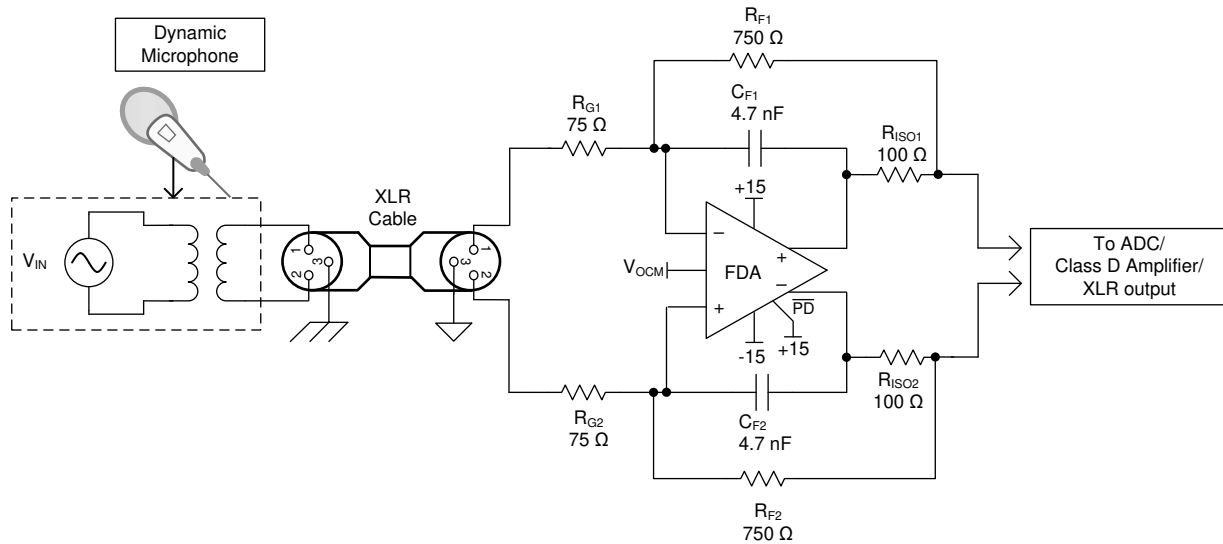 Dynamic
Microphone
V_IN
1
2
3
XLR
Cable
1
2
3
R_G1
75 Ω
R_G2
75 Ω
R_F1
750 Ω
C_F1
4.7 nF
R_ISO1
100 Ω
+15
−
V_OCM
FDA
+
−
+
P̅D̅
-15
+15
R_ISO2
100 Ω
C_F2
4.7 nF
R_F2
750 Ω
To ADC/
Class D Amplifier/
XLR output